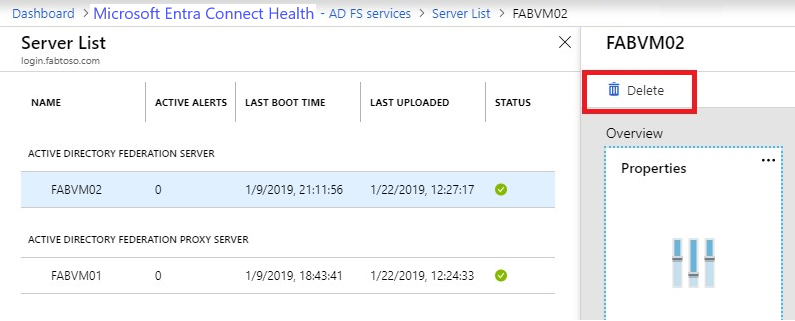 Dashboard > Microsoft Entra Connect Health - AD FS services > Server List > FABVM02
Server List
login.fabtoso.com
NAME ACTIVE ALERTS LAST BOOT TIME LAST UPLOADED STATUS
ACTIVE DIRECTORY FEDERATION SERVER
FABVM02 0 1/9/2019, 21:11:56 1/22/2019, 12:27:17
ACTIVE DIRECTORY FEDERATION PROXY SERVER
FABVM01 0 1/9/2019, 18:43:41 1/22/2019, 12:24:33
FABVM02
Delete
Overview
Properties